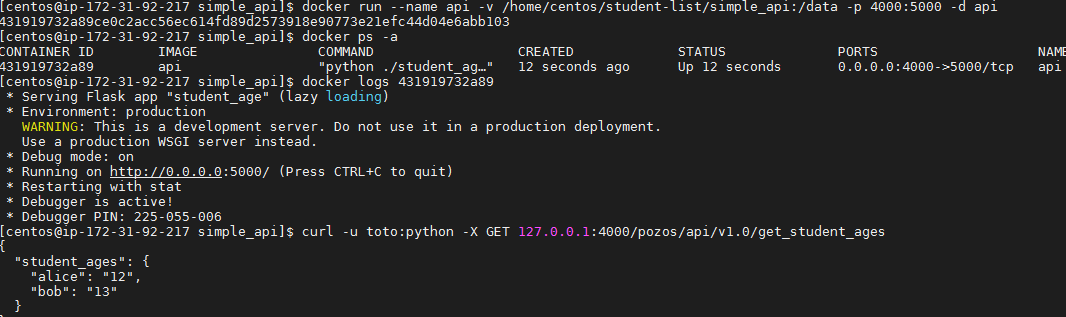 [centos@ip-172-31-92-217 simple_api]$ docker run --name api -v /home/centos/student-list/simple_api:/data -p 4000:5000 -d api
431919732a89ce0c2acc56ec614fd89d2573918e90773e21efc44d04e6abb103
[centos@ip-172-31-92-217 simple_api]$ docker ps -a
CONTAINER ID IMAGE COMMAND CREATED STATUS PORTS NAME
431919732a89 api "python ./student_ag…" 12 seconds ago Up 12 seconds 0.0.0.0:4000->5000/tcp api
[centos@ip-172-31-92-217 simple_api]$ docker logs 431919732a89
* Serving Flask app "student_age" (lazy loading)
* Environment: production
WARNING: This is a development server. Do not use it in a production deployment.
Use a production WSGI server instead.
* Debug mode: on
* Running on http://0.0.0.0:5000/ (Press CTRL+C to quit)
* Restarting with stat
* Debugger is active!
* Debugger PIN: 225-055-006
[centos@ip-172-31-92-217 simple_api]$ curl -u toto:python -X GET 127.0.0.1:4000/pozos/api/v1.0/get_student_ages
{
"student_ages": {
"alice": "12",
"bob": "13"
}